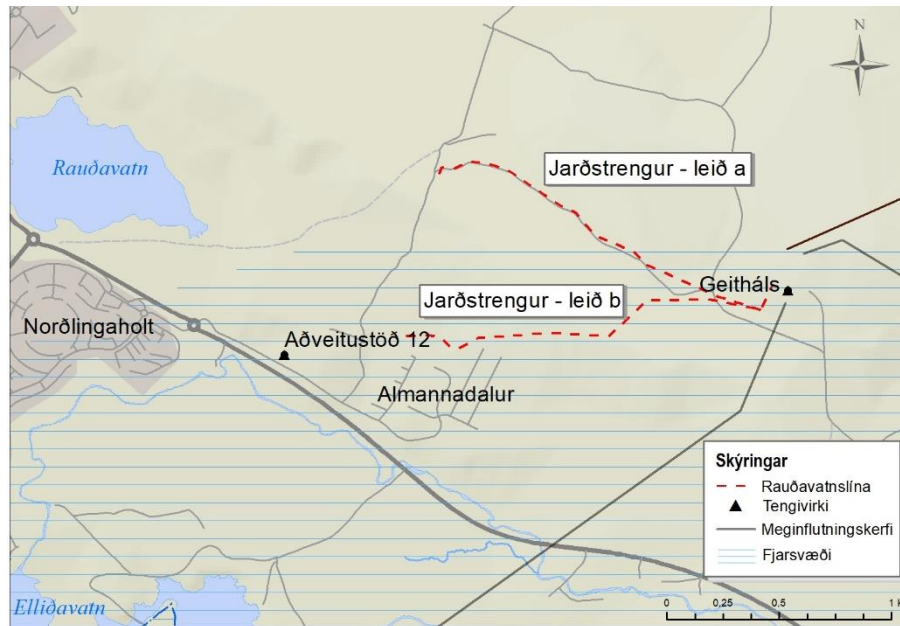 N
Rauðavatn
Jarðstrengur - leið a
Geitháls
Jarðstrengur - leið b
Norðlingaholt
Aðveitustöð 12
Almannadalur
Skýringar
Rauðavatnslína
Tengivirki
Meginflutningskerfi
Fjarsvæði
Elliðavatn
0 0,25 0,5 1 k